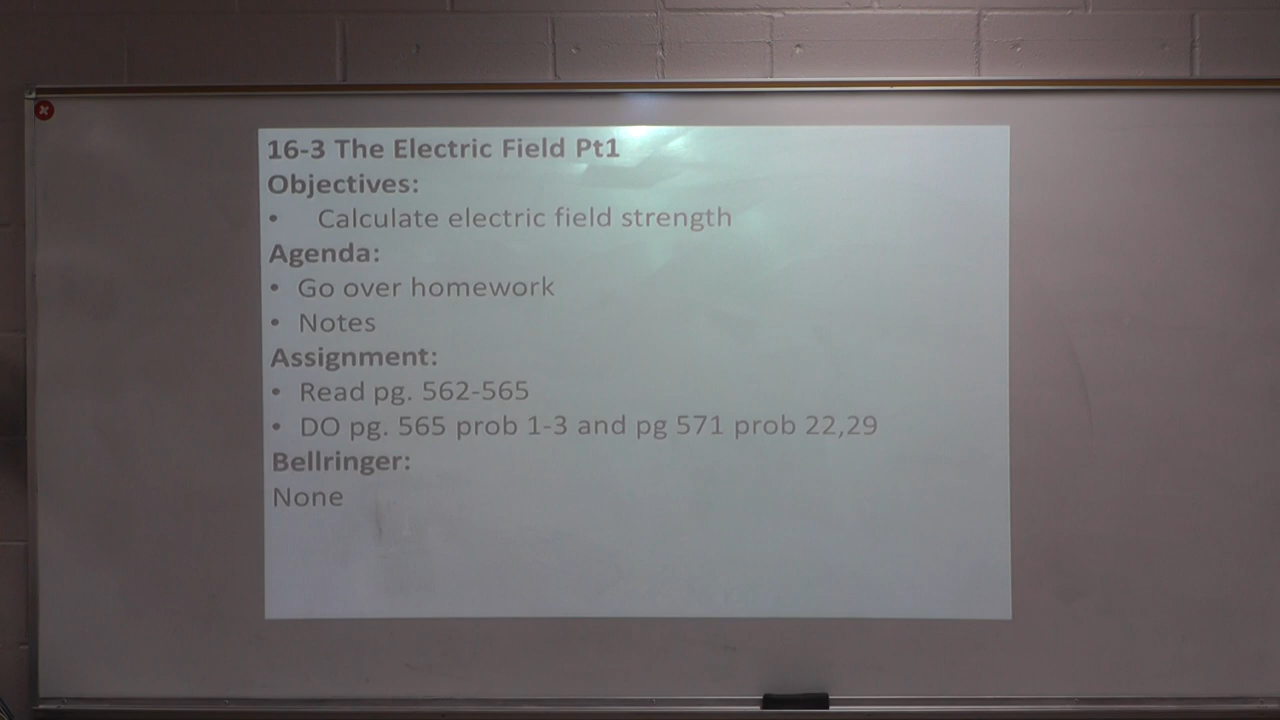 16-3 The Electric Field Pt1
Objectives:
• Calculate electric field strength
Agenda:
• Go over homework
• Notes
Assignment:
• Read pg. 562-565
• DO pg. 565 prob 1-3 and pg 571 prob 22,29
Bellringer:
None